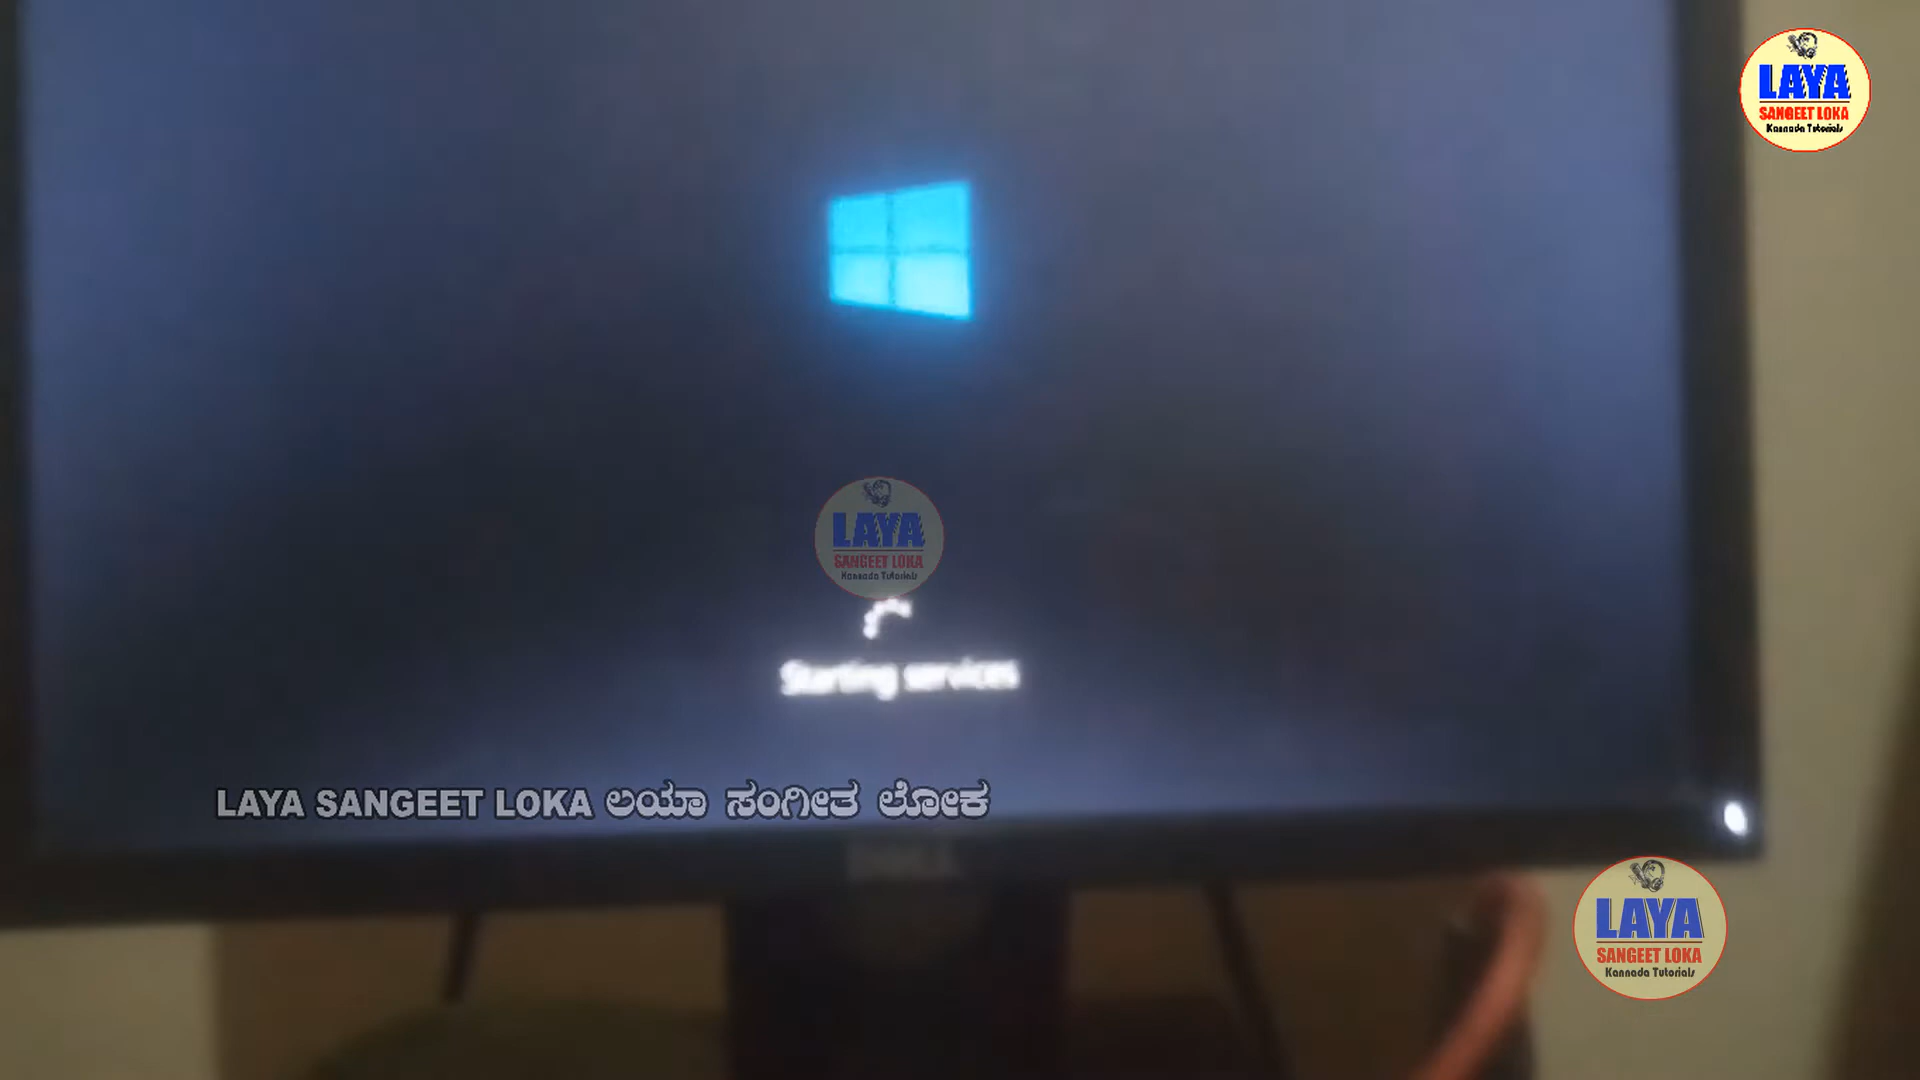 LAYA
SANGEET LOKA
Kannada Tutorials
LAYA
SANGEET LOKA
Kannada Tutorials
Starting services
LAYA SANGEET LOKA ಲಯಾ ಸಂಗೀತ ಲೋಕ
DELL
LAYA
SANGEET LOKA
Kannada Tutorials